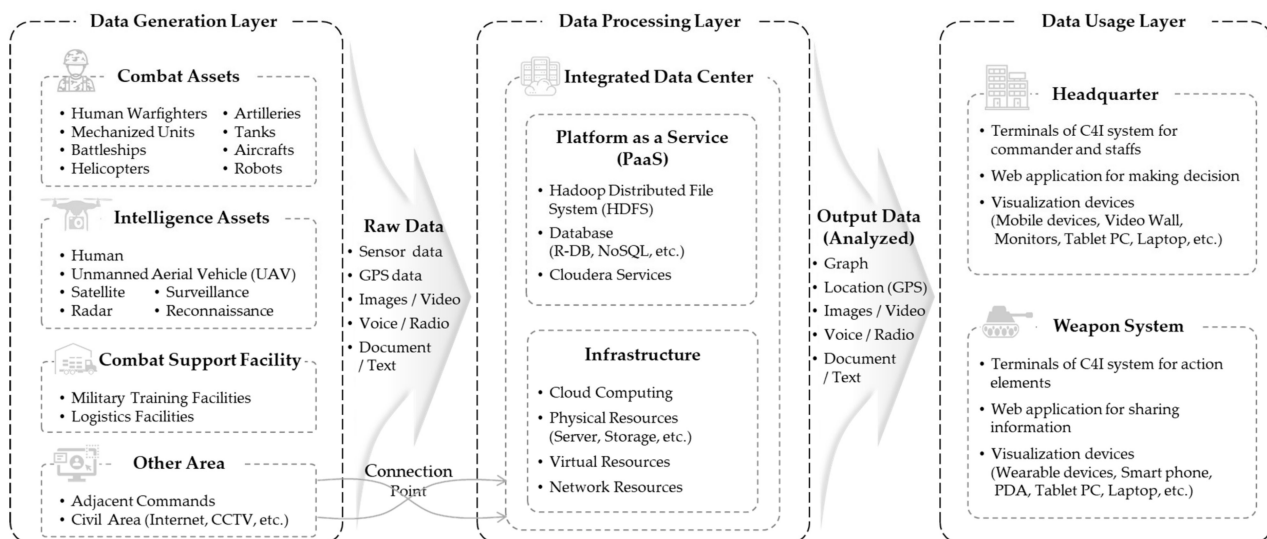 Data Generation Layer
Combat Assets
• Human Warfighters
• Mechanized Units
• Battleships
• Helicopters
• Artilleries
• Tanks
• Aircrafts
• Robots
Intelligence Assets
• Human
• Unmanned Aerial Vehicle (UAV)
• Satellite • Surveillance
• Radar • Reconnaissance
Combat Support Facility
• Military Training Facilities
• Logistics Facilities
Other Area
• Adjacent Commands
• Civil Area (Internet, CCTV, etc.)
Raw Data
• Sensor data
• GPS data
• Images / Video
• Voice / Radio
• Document
/ Text
Connection
Point
Data Processing Layer
Integrated Data Center
Platform as a Service
(PaaS)
• Hadoop Distributed File
System (HDFS)
• Database
(R-DB, NoSQL, etc.)
• Cloudera Services
Infrastructure
• Cloud Computing
• Physical Resources
(Server, Storage, etc.)
• Virtual Resources
• Network Resources
Output Data
(Analyzed)
• Graph
• Location (GPS)
• Images / Video
• Voice / Radio
• Document
/ Text
Data Usage Layer
Headquarter
• Terminals of C4I system for
commander and staffs
• Web application for making decision
• Visualization devices
(Mobile devices, Video Wall,
Monitors, Tablet PC, Laptop, etc.)
Weapon System
• Terminals of C4I system for action
elements
• Web application for sharing
information
• Visualization devices
(Wearable devices, Smart phone,
PDA, Tablet PC, Laptop, etc.)